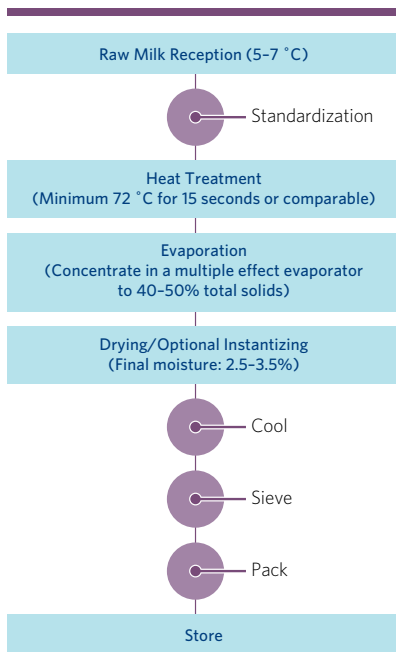 Raw Milk Reception (5–7 ˚C)
Standardization
Heat Treatment
(Minimum 72 ˚C for 15 seconds or comparable)
Evaporation
(Concentrate in a multiple effect evaporator
to 40–50% total solids)
Drying/Optional Instantizing
(Final moisture: 2.5–3.5%)
Cool
Sieve
Pack
Store